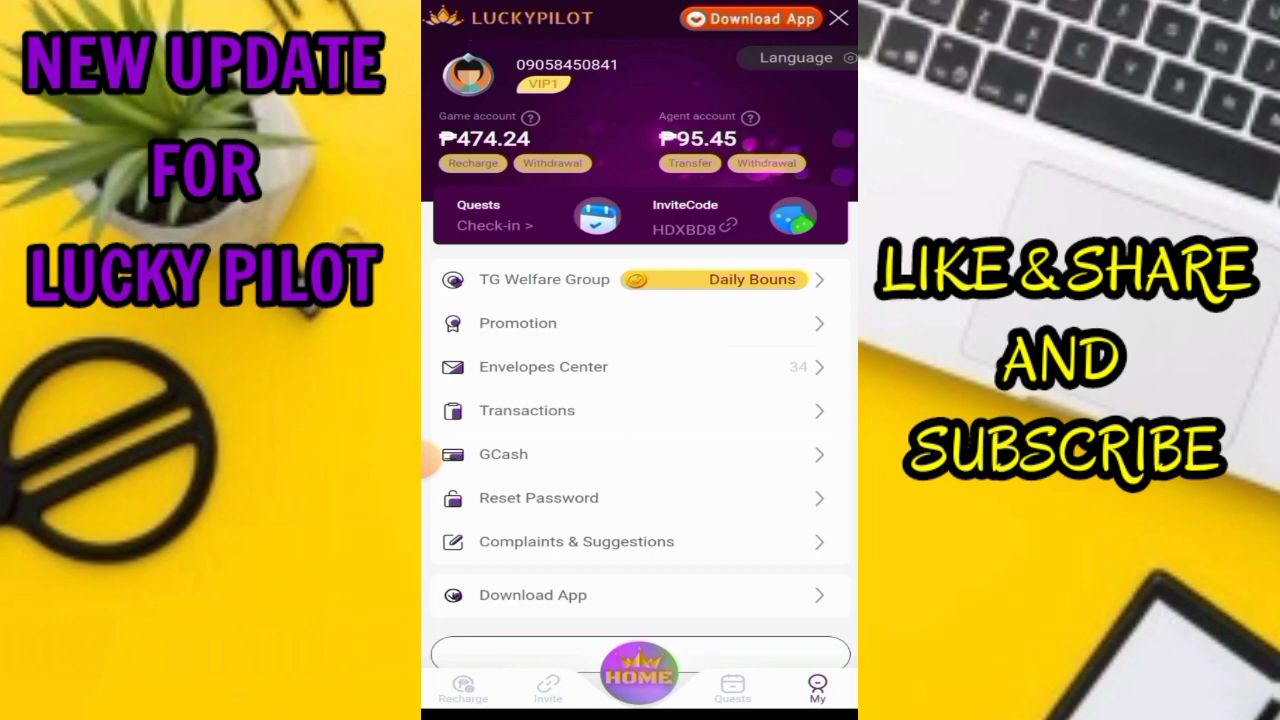 NEW UPDATE
FOR
LUCKY PILOT
LUCKYPILOT
Download App
Language
09058450841
VIP1
Game account ?
₱474.24
Recharge Withdrawal
Agent account ?
₱95.45
Transfer Withdrawal
Quests
Check-in >
InviteCode
HDXBD8
TG Welfare Group Daily Bouns
Promotion
Envelopes Center 34
Transactions
GCash
Reset Password
Complaints & Suggestions
Download App
Recharge
Invite
HOME
Quests
My
LIKE & SHARE
AND
SUBSCRIBE